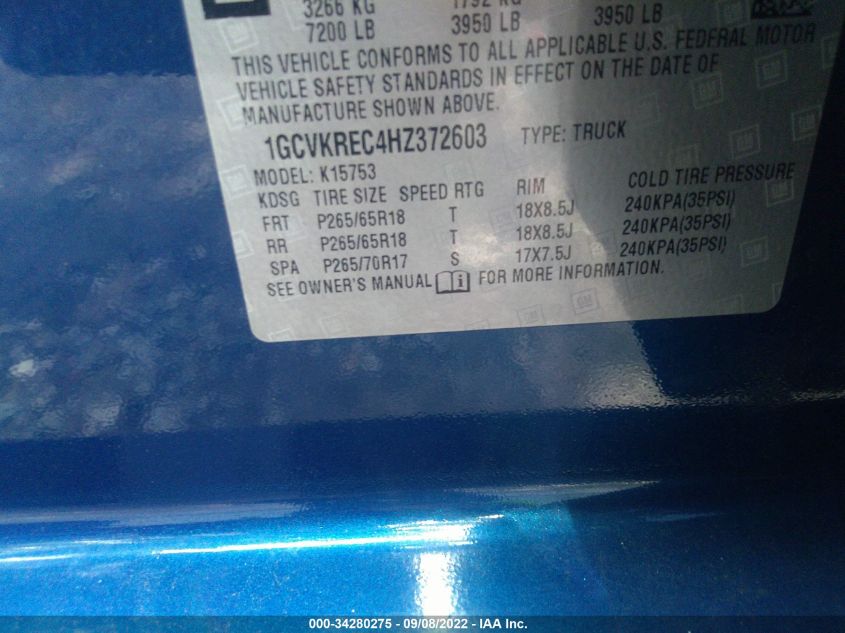 3266 KG 1792 KG
7200 LB 3950 LB 3950 LB
THIS VEHICLE CONFORMS TO ALL APPLICABLE U.S. FEDERAL MOTOR
VEHICLE SAFETY STANDARDS IN EFFECT ON THE DATE OF
MANUFACTURE SHOWN ABOVE.
1GCVKREC4HZ372603 TYPE: TRUCK
MODEL: K15753
KDSG TIRE SIZE SPEED RTG RIM COLD TIRE PRESSURE
FRT P265/65R18 T 18X8.5J 240KPA(35PSI)
RR P265/65R18 T 18X8.5J 240KPA(35PSI)
SPA P265/70R17 S 17X7.5J 240KPA(35PSI)
SEE OWNER'S MANUAL FOR MORE INFORMATION.
000-34280275 - 09/08/2022 - IAA Inc.